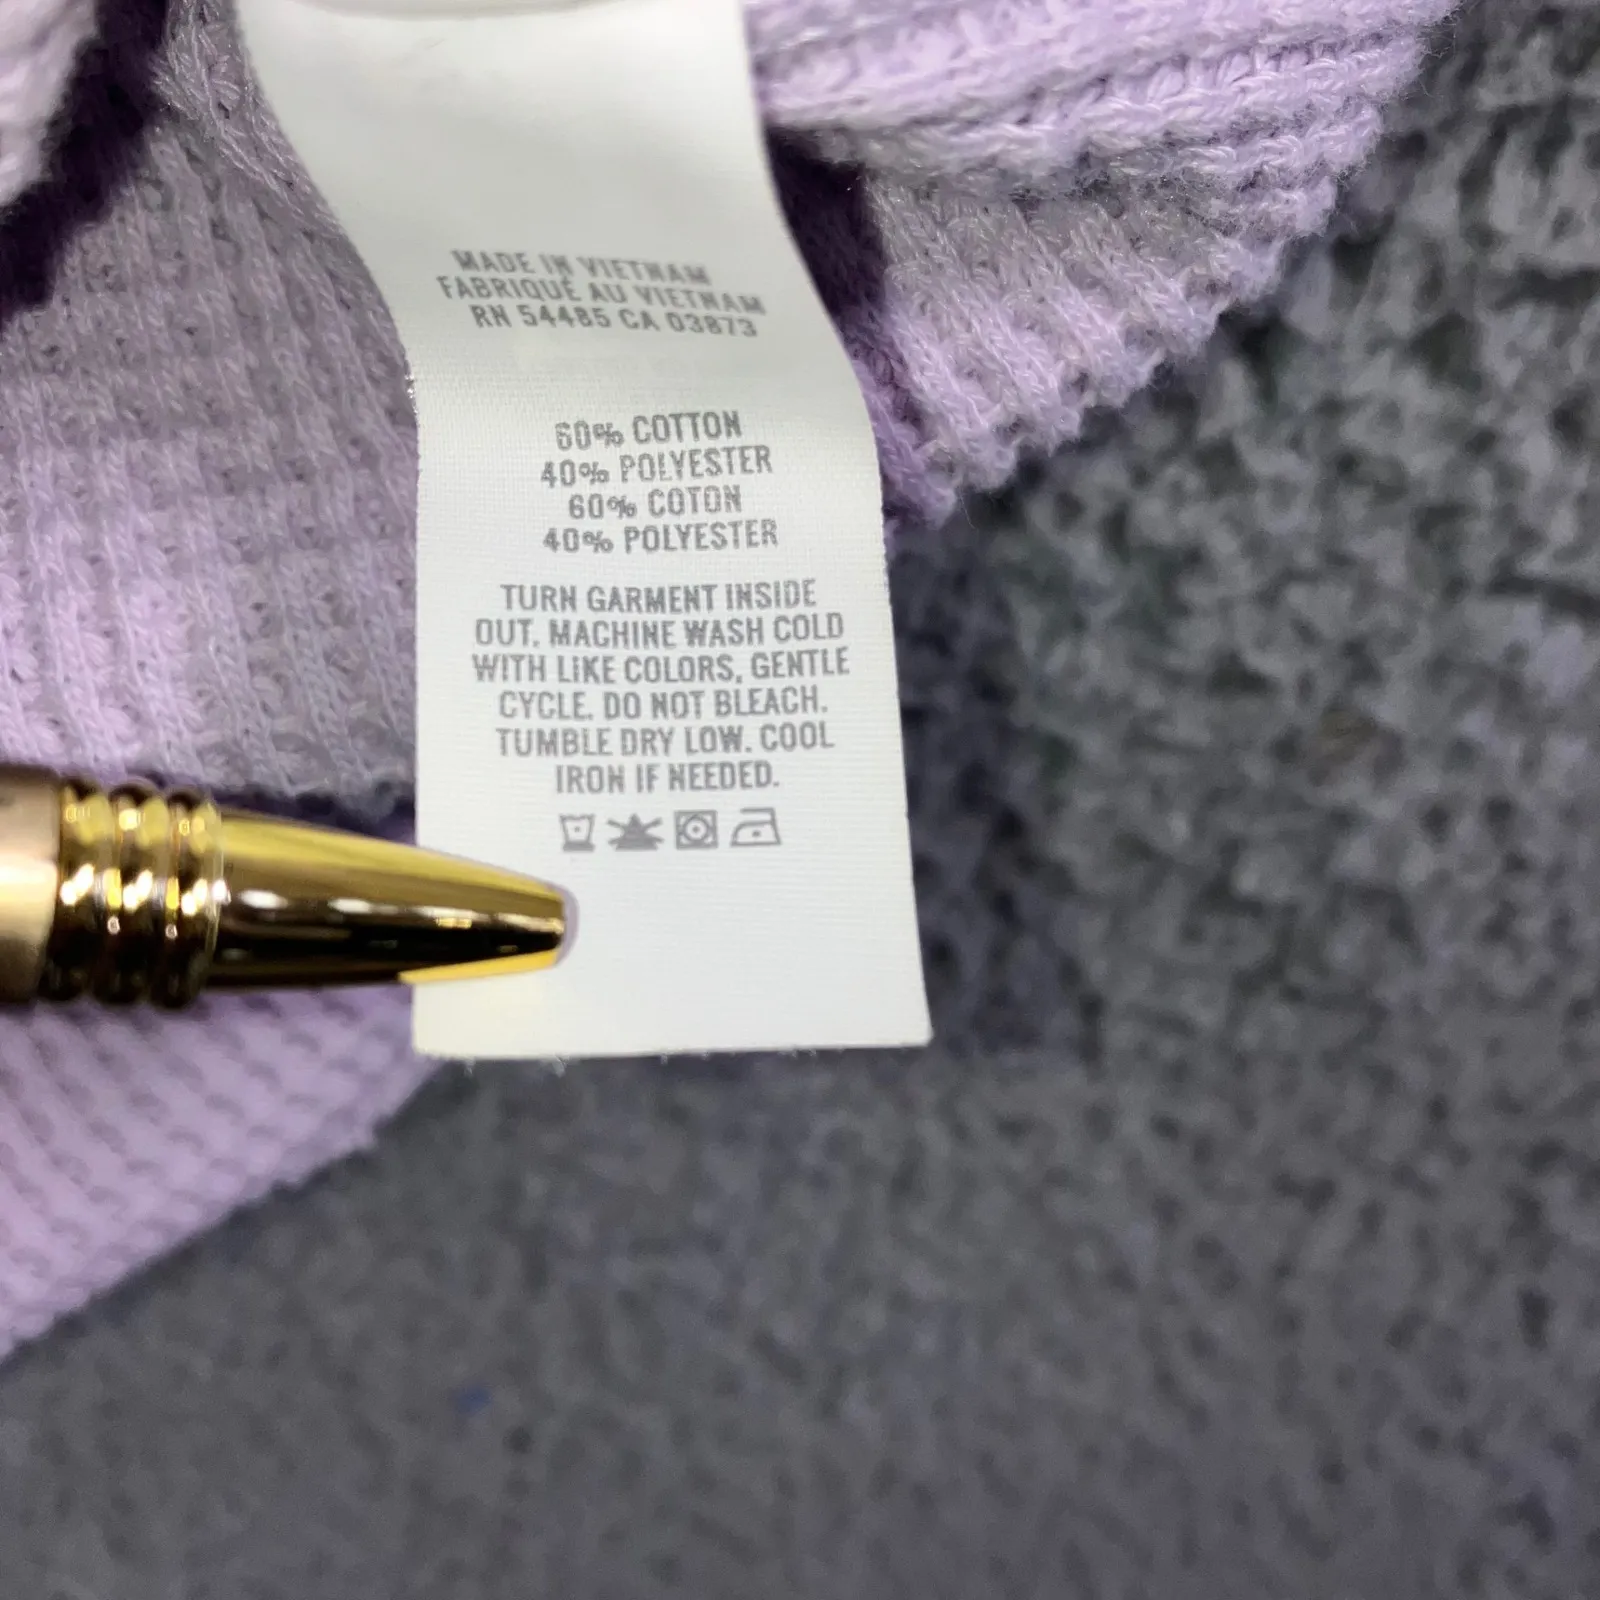 MADE IN VIETNAM
FABRIQUÉ AU VIETNAM
RN 54485 CA 03873
60% COTTON
40% POLYESTER
60% COTON
40% POLYESTER
TURN GARMENT INSIDE
OUT. MACHINE WASH COLD
WITH LIKE COLORS, GENTLE
CYCLE. DO NOT BLEACH.
TUMBLE DRY LOW. COOL
IRON IF NEEDED.